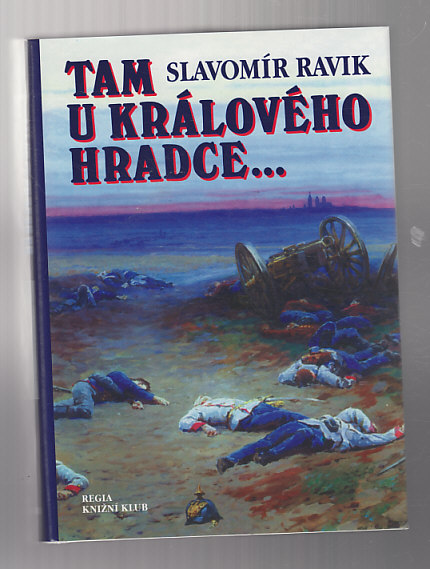 TAM SLAVOMÍR RAVIK
U KRÁLOVÉHO
HRADCE...
REGIA
KNIŽNÍ KLUB